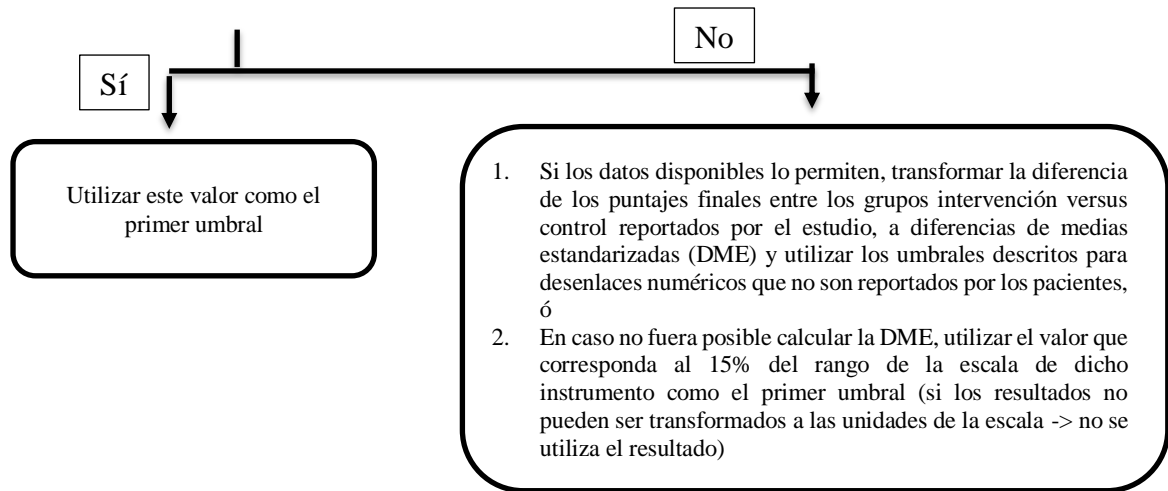 No
Sí
Utilizar este valor como el
primer umbral
1. Si los datos disponibles lo permiten, transformar la diferencia
de los puntajes finales entre los grupos intervención versus
control reportados por el estudio, a diferencias de medias
estandarizadas (DME) y utilizar los umbrales descritos para
desenlaces numéricos que no son reportados por los pacientes,
ó
2. En caso no fuera posible calcular la DME, utilizar el valor que
corresponda al 15% del rango de la escala de dicho
instrumento como el primer umbral (si los resultados no
pueden ser transformados a las unidades de la escala -> no se
utiliza el resultado)